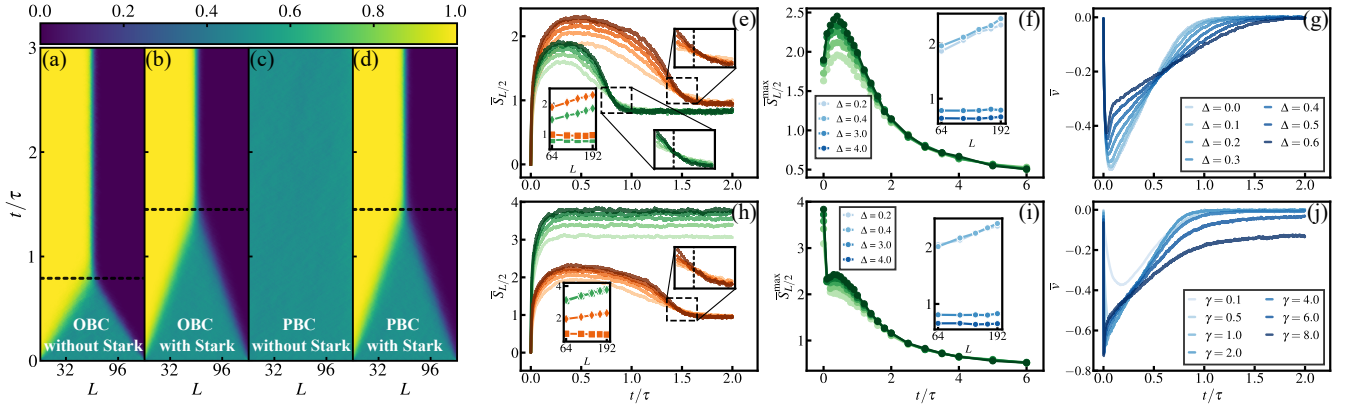 0.0 0.2 0.4 0.6 0.8 1.0
(a) (b) (c) (d)
3
2
1
0
t/τ
OBC
without Stark
OBC
with Stark
PBC
without Stark
PBC
with Stark
32 96 32 96 32 96 32 96
L L L L
(e)
S̅_{L/2}
3
2
1
0
2
1
64 192
L
0.0 0.5 1.0 1.5 2.0
(f)
S̅^{max}_{L/2}
2.5
2.0
1.5
1.0
0.5
Δ = 0.2
Δ = 0.4
Δ = 3.0
Δ = 4.0
2
1
64 192
L
0 2 4 6
(g)
v̅
0.0
−0.2
−0.4
Δ = 0.0
Δ = 0.1
Δ = 0.2
Δ = 0.3
Δ = 0.4
Δ = 0.5
Δ = 0.6
0.0 0.5 1.0 1.5 2.0
(h)
S̅_{L/2}
4
3
2
1
0
4
2
64 192
L
0.0 0.5 1.0 1.5 2.0
t/τ
(i)
S̅^{max}_{L/2}
4
3
2
1
Δ = 0.2
Δ = 0.4
Δ = 3.0
Δ = 4.0
2
1
64 192
L
0 1 2 3 4 5 6
t/τ
(j)
v̅
0.0
−0.2
−0.4
−0.6
−0.8
γ = 0.1
γ = 0.5
γ = 1.0
γ = 2.0
γ = 4.0
γ = 6.0
γ = 8.0
0.0 0.5 1.0 1.5 2.0
t/τ